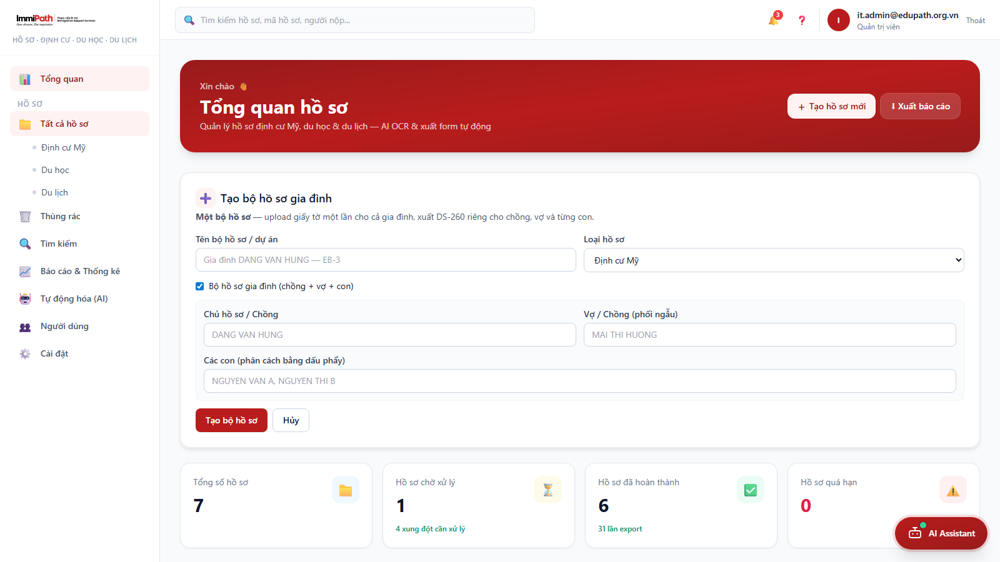 ImmiPath
Your dreams, Our inspiration
Immigration Support Services
HỒ SƠ · ĐỊNH CƯ · DU HỌC · DU LỊCH
Tổng quan
HỒ SƠ
Tất cả hồ sơ
Định cư Mỹ
Du học
Du lịch
Thùng rác
Tìm kiếm
Báo cáo & Thống kê
Tự động hóa (AI)
Người dùng
Cài đặt
Tìm kiếm hồ sơ, mã hồ sơ, người nộp...
3
I
it.admin@edupath.org.vn
Quản trị viên
Thoát
Xin chào
Tổng quan hồ sơ
Quản lý hồ sơ định cư Mỹ, du học & du lịch — AI OCR & xuất form tự động
+ Tạo hồ sơ mới
⬇ Xuất báo cáo
Tạo bộ hồ sơ gia đình
Một bộ hồ sơ — upload giấy tờ một lần cho cả gia đình, xuất DS-260 riêng cho chồng, vợ và từng con.
Tên bộ hồ sơ / dự án
Gia đình DANG VAN HUNG — EB-3
Loại hồ sơ
Định cư Mỹ
Bộ hồ sơ gia đình (chồng + vợ + con)
Chủ hồ sơ / Chồng
DANG VAN HUNG
Vợ / Chồng (phối ngẫu)
MAI THI HUONG
Các con (phân cách bằng dấu phẩy)
NGUYEN VAN A, NGUYEN THI B
Tạo bộ hồ sơ
Hủy
Tổng số hồ sơ
7
Hồ sơ chờ xử lý
1
4 xung đột cần xử lý
Hồ sơ đã hoàn thành
6
31 lần export
Hồ sơ quá hạn
0
AI Assistant